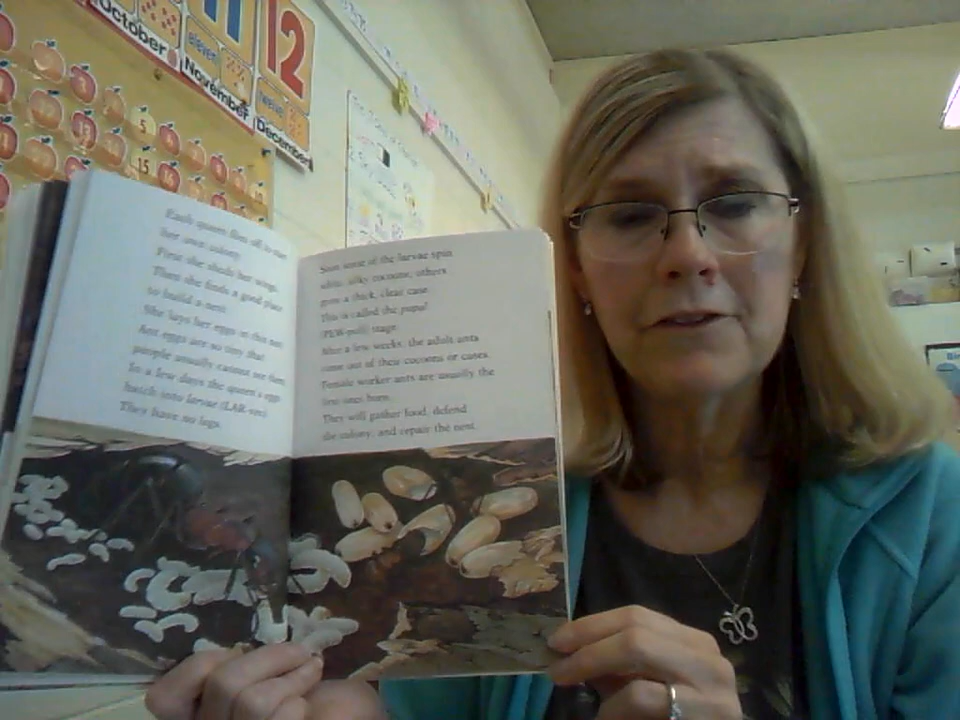 October
eleven
November
12
twelve
December
5
13
15
Each queen flies off to start
her own colony.
First she sheds her wings.
Then she finds a good place
to build a nest.
She lays her eggs in this nest.
Ant eggs are so tiny that
people usually cannot see them.
In a few days the queen's eggs
hatch into larvae (LAR-vee).
They have no legs.
Soon some of the larvae spin
white, silky cocoons, others
grow a thick, clear case.
This is called the pupal
(PEW-pull) stage.
After a few weeks, the adult ants
come out of their cocoons or cases.
Female worker ants are usually the
first ones born.
They will gather food, defend
the colony, and repair the nest.